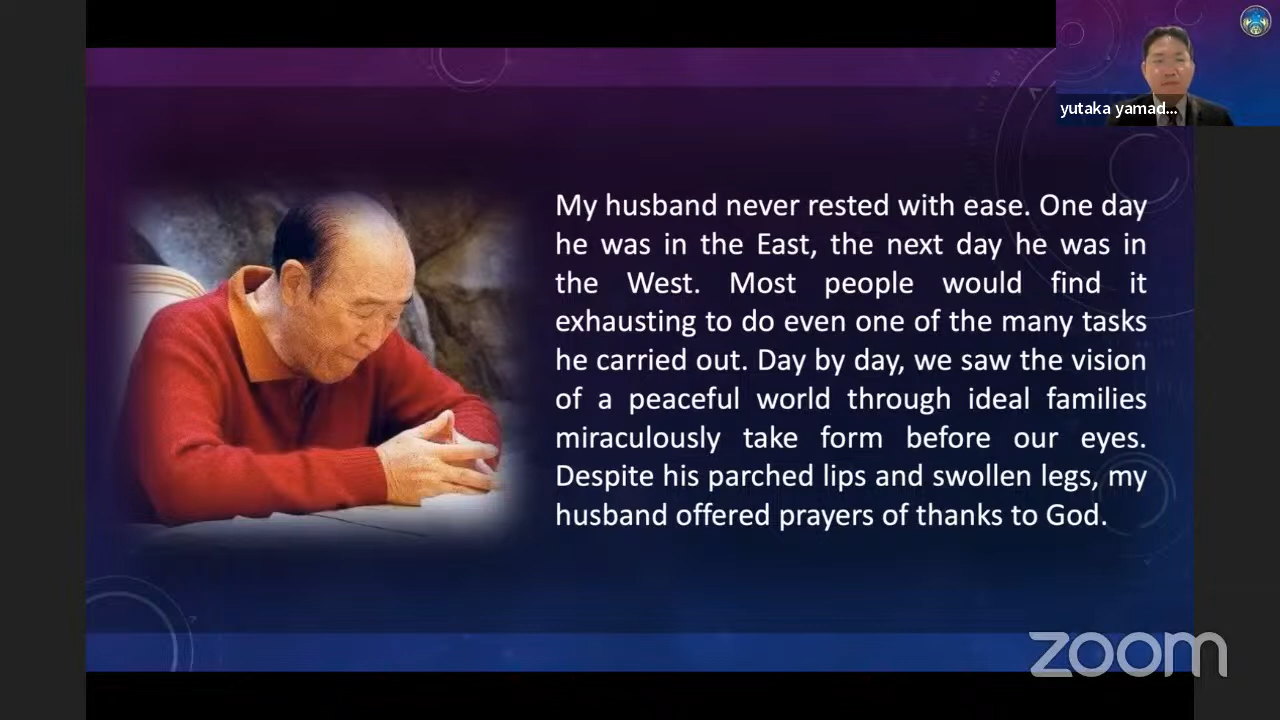 yutaka yamad...
My husband never rested with ease. One day
he was in the East, the next day he was in
the West. Most people would find it
exhausting to do even one of the many tasks
he carried out. Day by day, we saw the vision
of a peaceful world through ideal families
miraculously take form before our eyes.
Despite his parched lips and swollen legs, my
husband offered prayers of thanks to God.
zoom